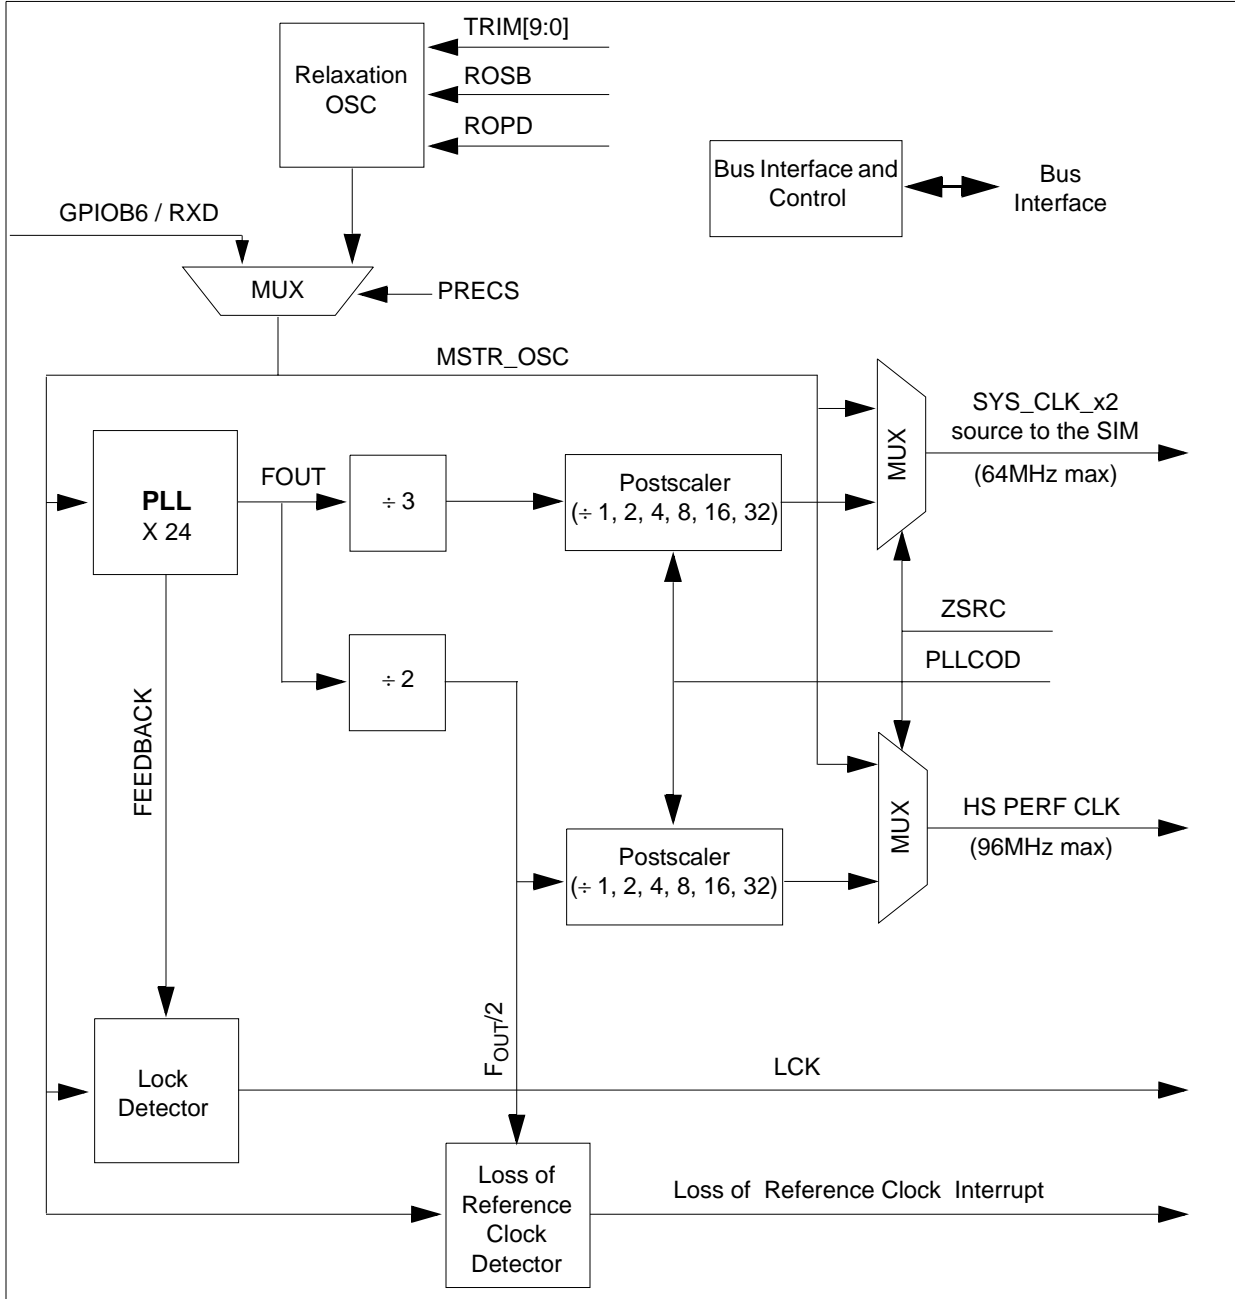 TRIM[9:0]
Relaxation
OSC
ROSB
ROPD
Bus Interface and
Control
Bus
Interface
GPIOB6 / RXD
MUX
PRECS
MSTR_OSC
SYS_CLK_x2
source to the SIM
(64MHz max)
MUX
PLL
X 24
FOUT
÷ 3
Postscaler
(÷ 1, 2, 4, 8, 16, 32)
ZSRC
PLLCOD
÷ 2
FEEDBACK
MUX
HS PERF CLK
(96MHz max)
Postscaler
(÷ 1, 2, 4, 8, 16, 32)
FOUT/2
Lock
Detector
LCK
Loss of
Reference
Clock
Detector
Loss of Reference Clock Interrupt